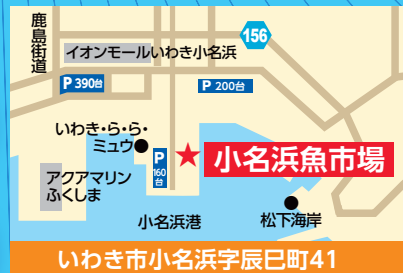 鹿島街道
イオンモールいわき小名浜
156
P 390台
P 200台
いわき・ら・ら・
ミュウ
P
160
台
小名浜魚市場
アクアマリン
ふくしま
小名浜港
松下海岸
いわき市小名浜字辰巳町41